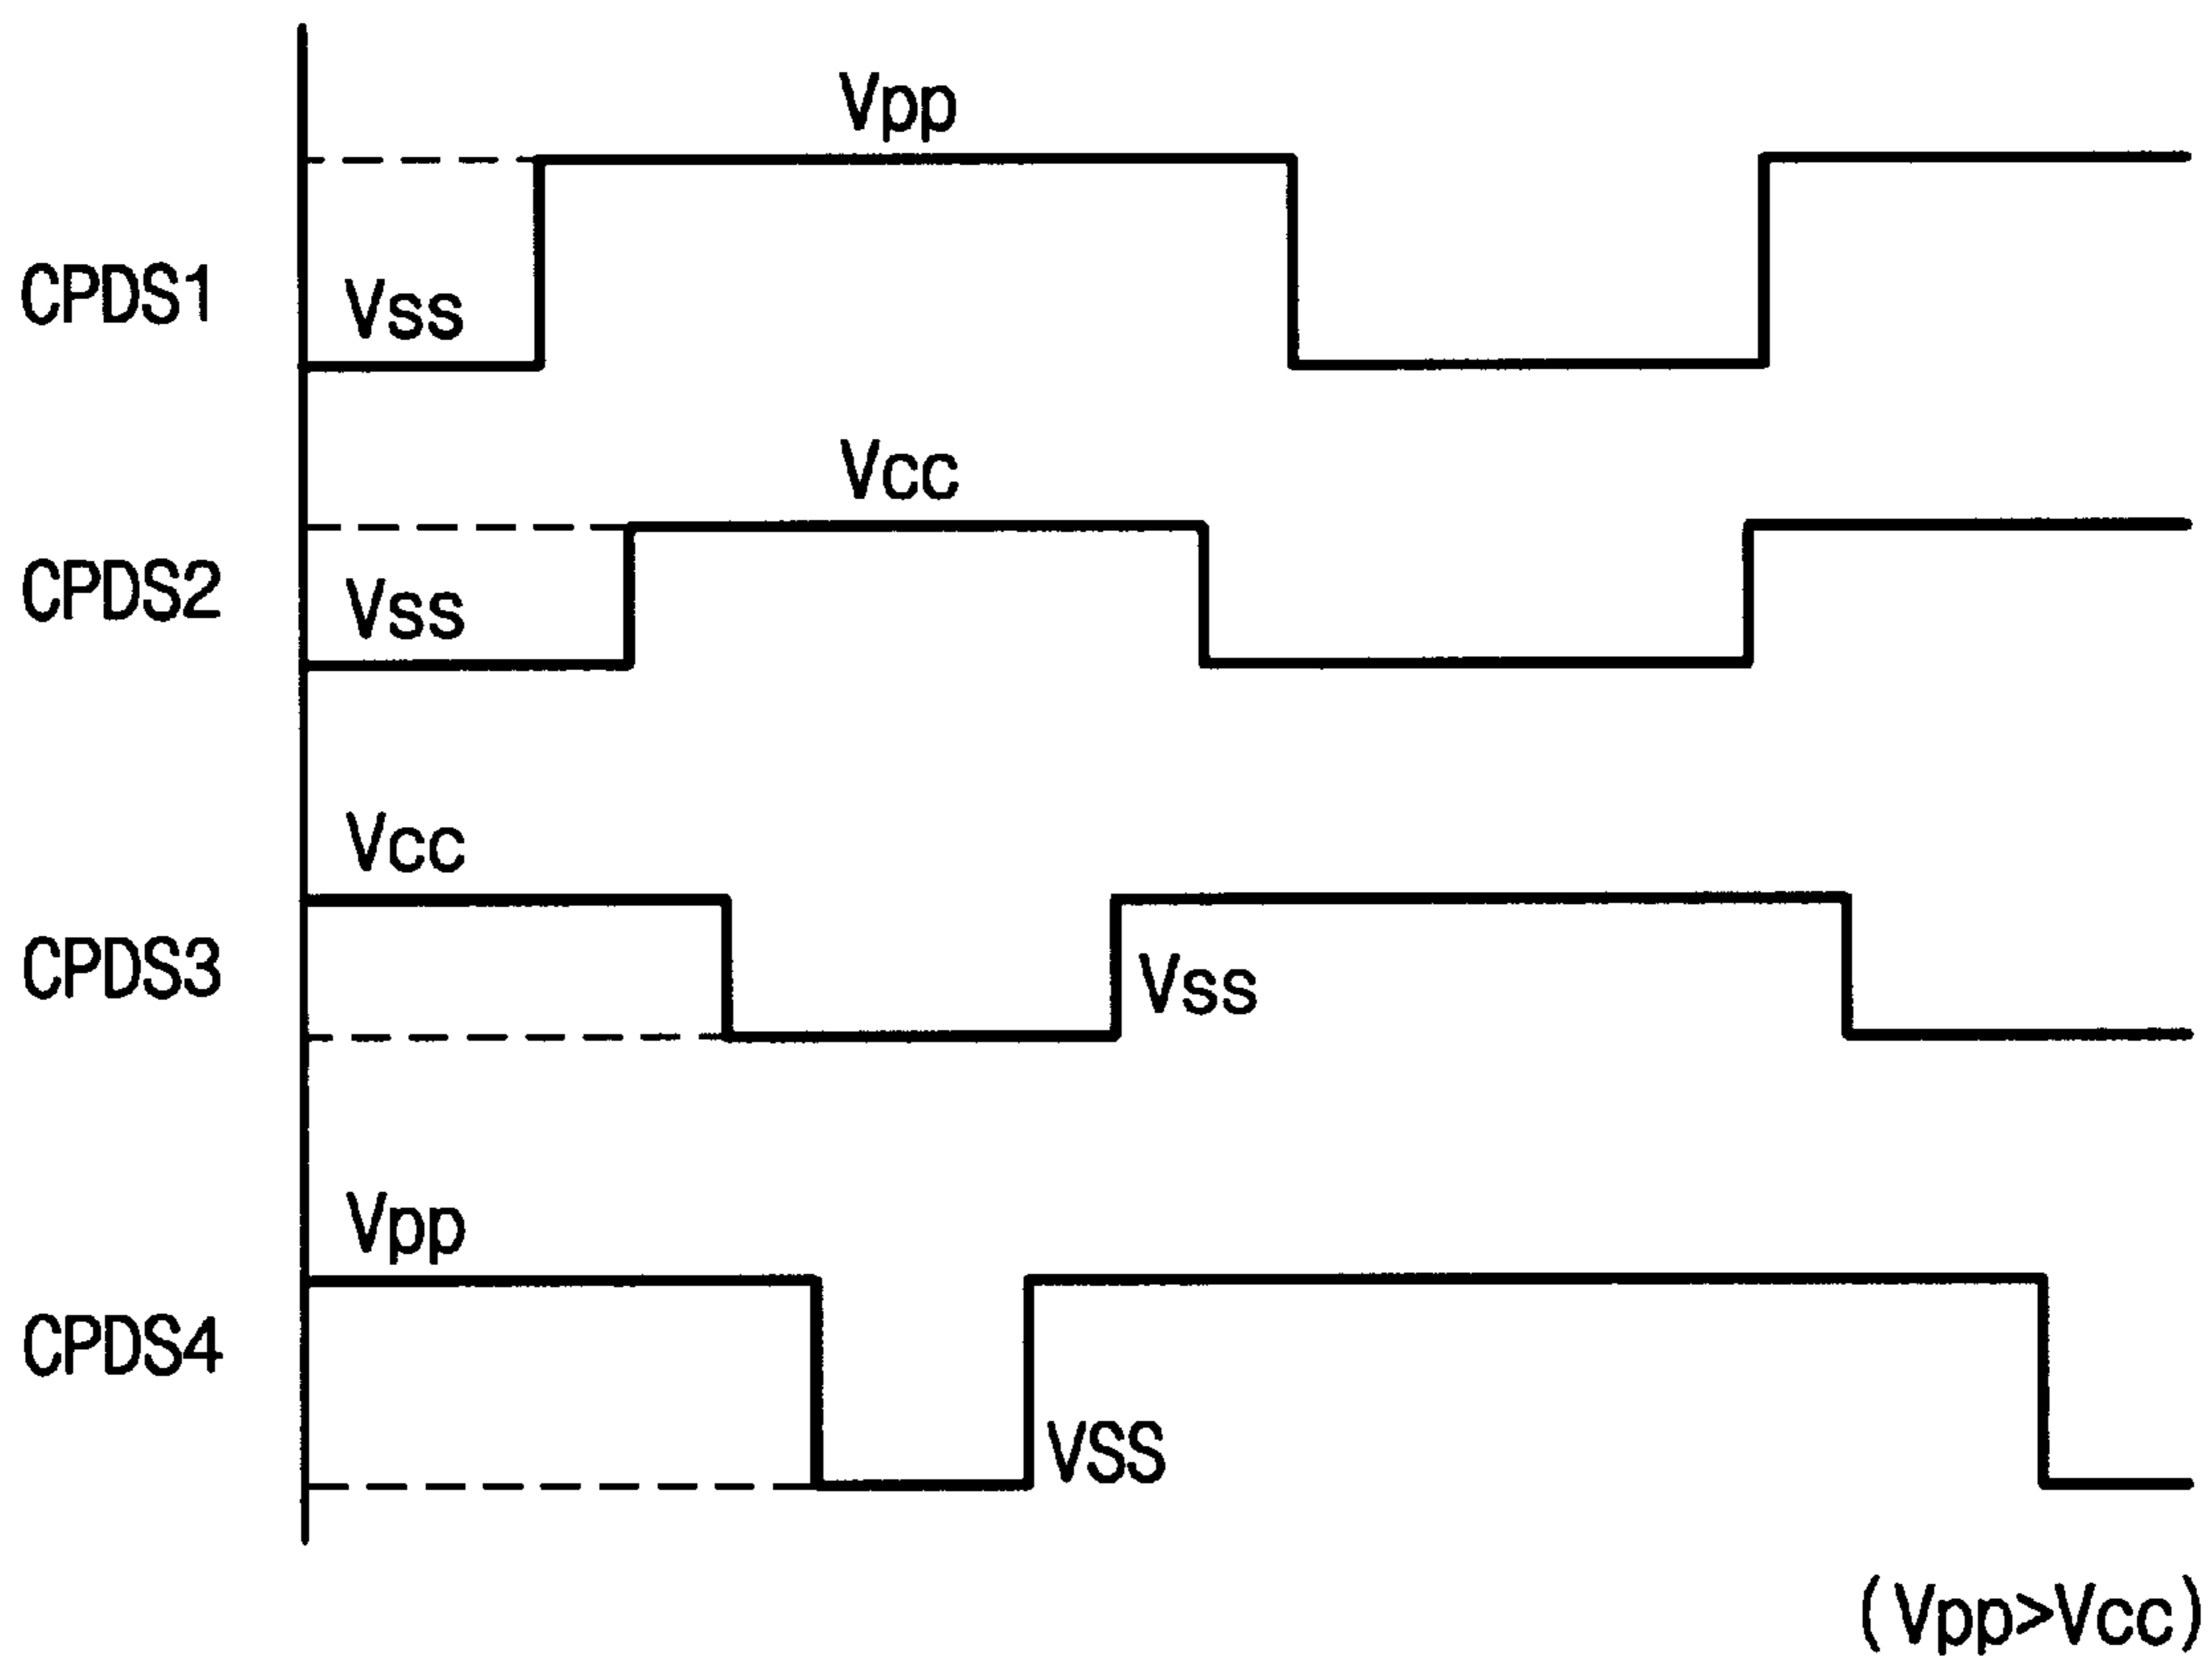 Vpp
CPDS1
Vss
Vcc
CPDS2
Vss
Vcc
CPDS3
Vss
Vpp
CPDS4
VSS
(Vpp>Vcc)